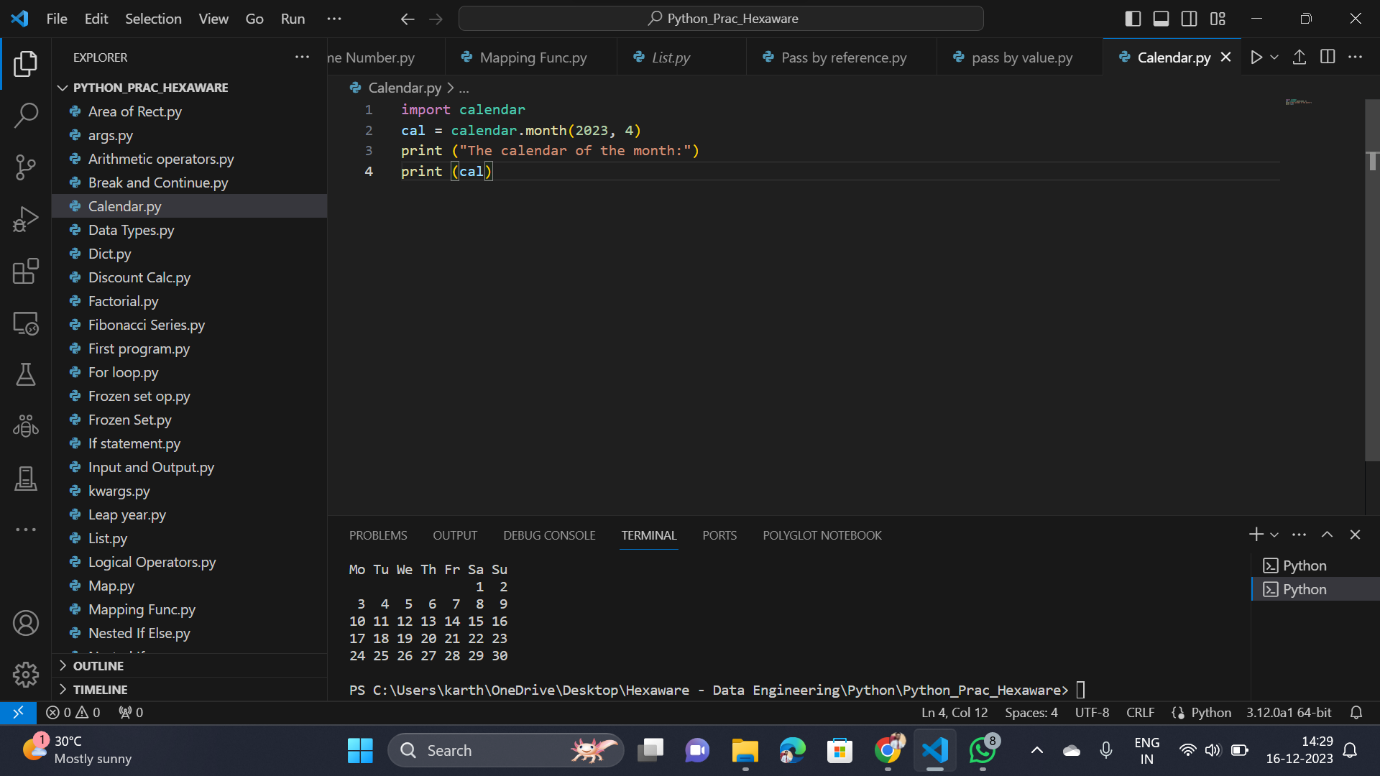 File Edit Selection View Go Run ...
Python_Prac_Hexaware
EXPLORER ...
me Number.py Mapping Func.py List.py Pass by reference.py pass by value.py Calendar.py
PYTHON_PRAC_HEXAWARE
Area of Rect.py
args.py
Arithmetic operators.py
Break and Continue.py
Calendar.py
Data Types.py
Dict.py
Discount Calc.py
Factorial.py
Fibonacci Series.py
First program.py
For loop.py
Frozen set op.py
Frozen Set.py
If statement.py
Input and Output.py
kwargs.py
Leap year.py
List.py
Logical Operators.py
Map.py
Mapping Func.py
Nested If Else.py
OUTLINE
TIMELINE
Calendar.py > ...
1 import calendar
2 cal = calendar.month(2023, 4)
3 print ("The calendar of the month:")
4 print (cal)
PROBLEMS OUTPUT DEBUG CONSOLE TERMINAL PORTS POLYGLOT NOTEBOOK
Mo Tu We Th Fr Sa Su
1 2
3 4 5 6 7 8 9
10 11 12 13 14 15 16
17 18 19 20 21 22 23
24 25 26 27 28 29 30
PS C:\Users\karth\OneDrive\Desktop\Hexaware - Data Engineering\Python\Python_Prac_Hexaware>
Python
Python
0 0 0 Ln 4, Col 12 Spaces: 4 UTF-8 CRLF Python 3.12.0a1 64-bit
1 30°C
Mostly sunny
Search
8
ENG
IN
14:29
16-12-2023